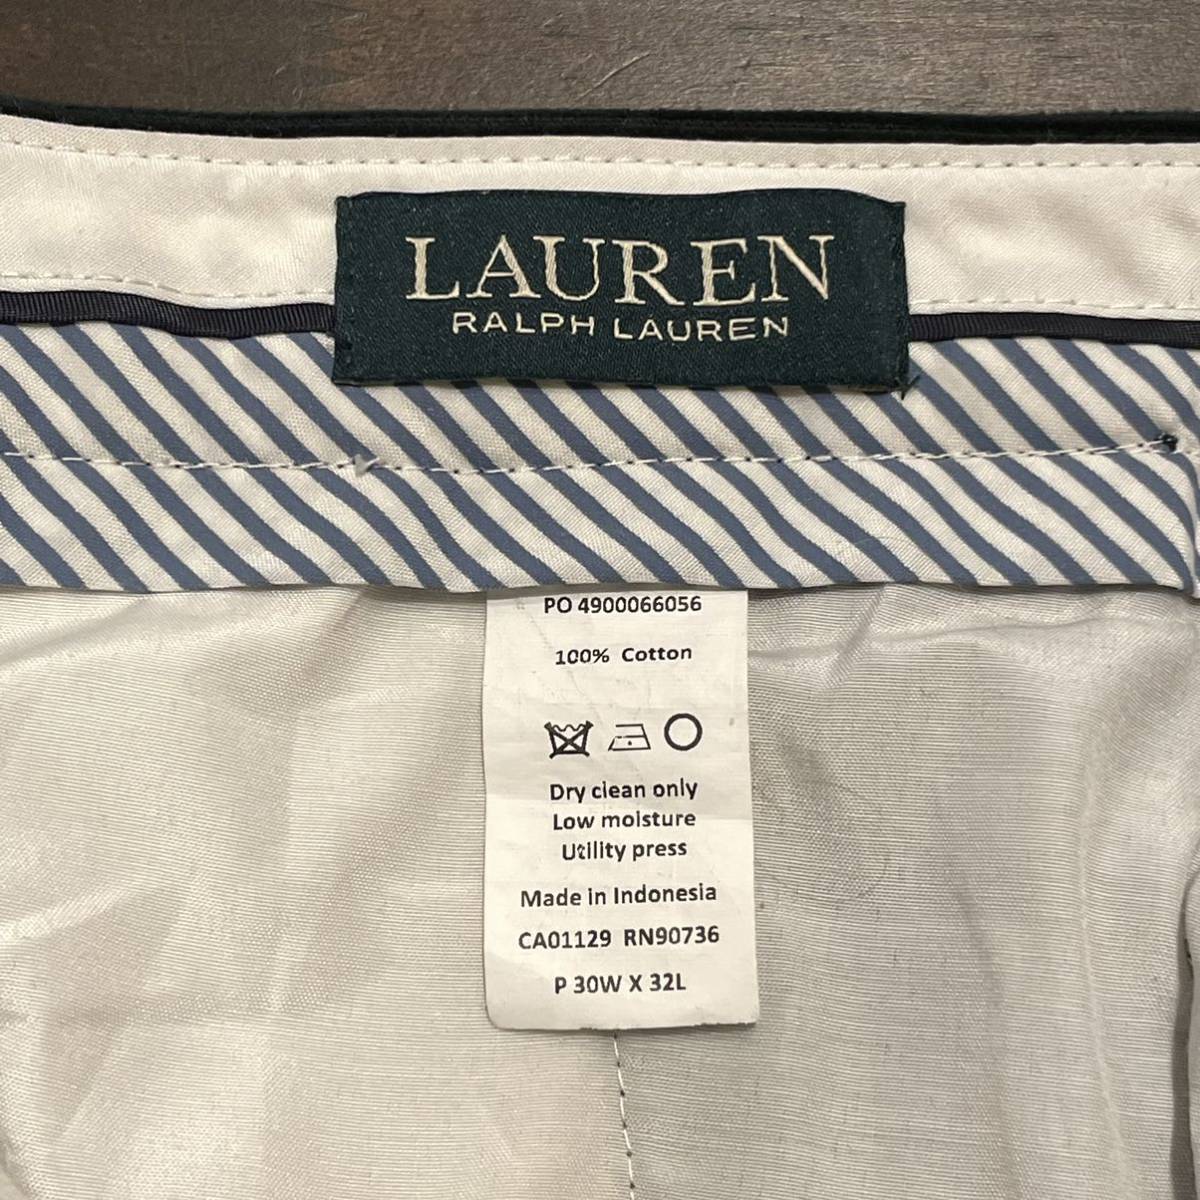 LAUREN
RALPH LAUREN
PO 4900066056
100% Cotton
Dry clean only
Low moisture
Utility press
Made in Indonesia
CA01129 RN90736
P 30W X 32L